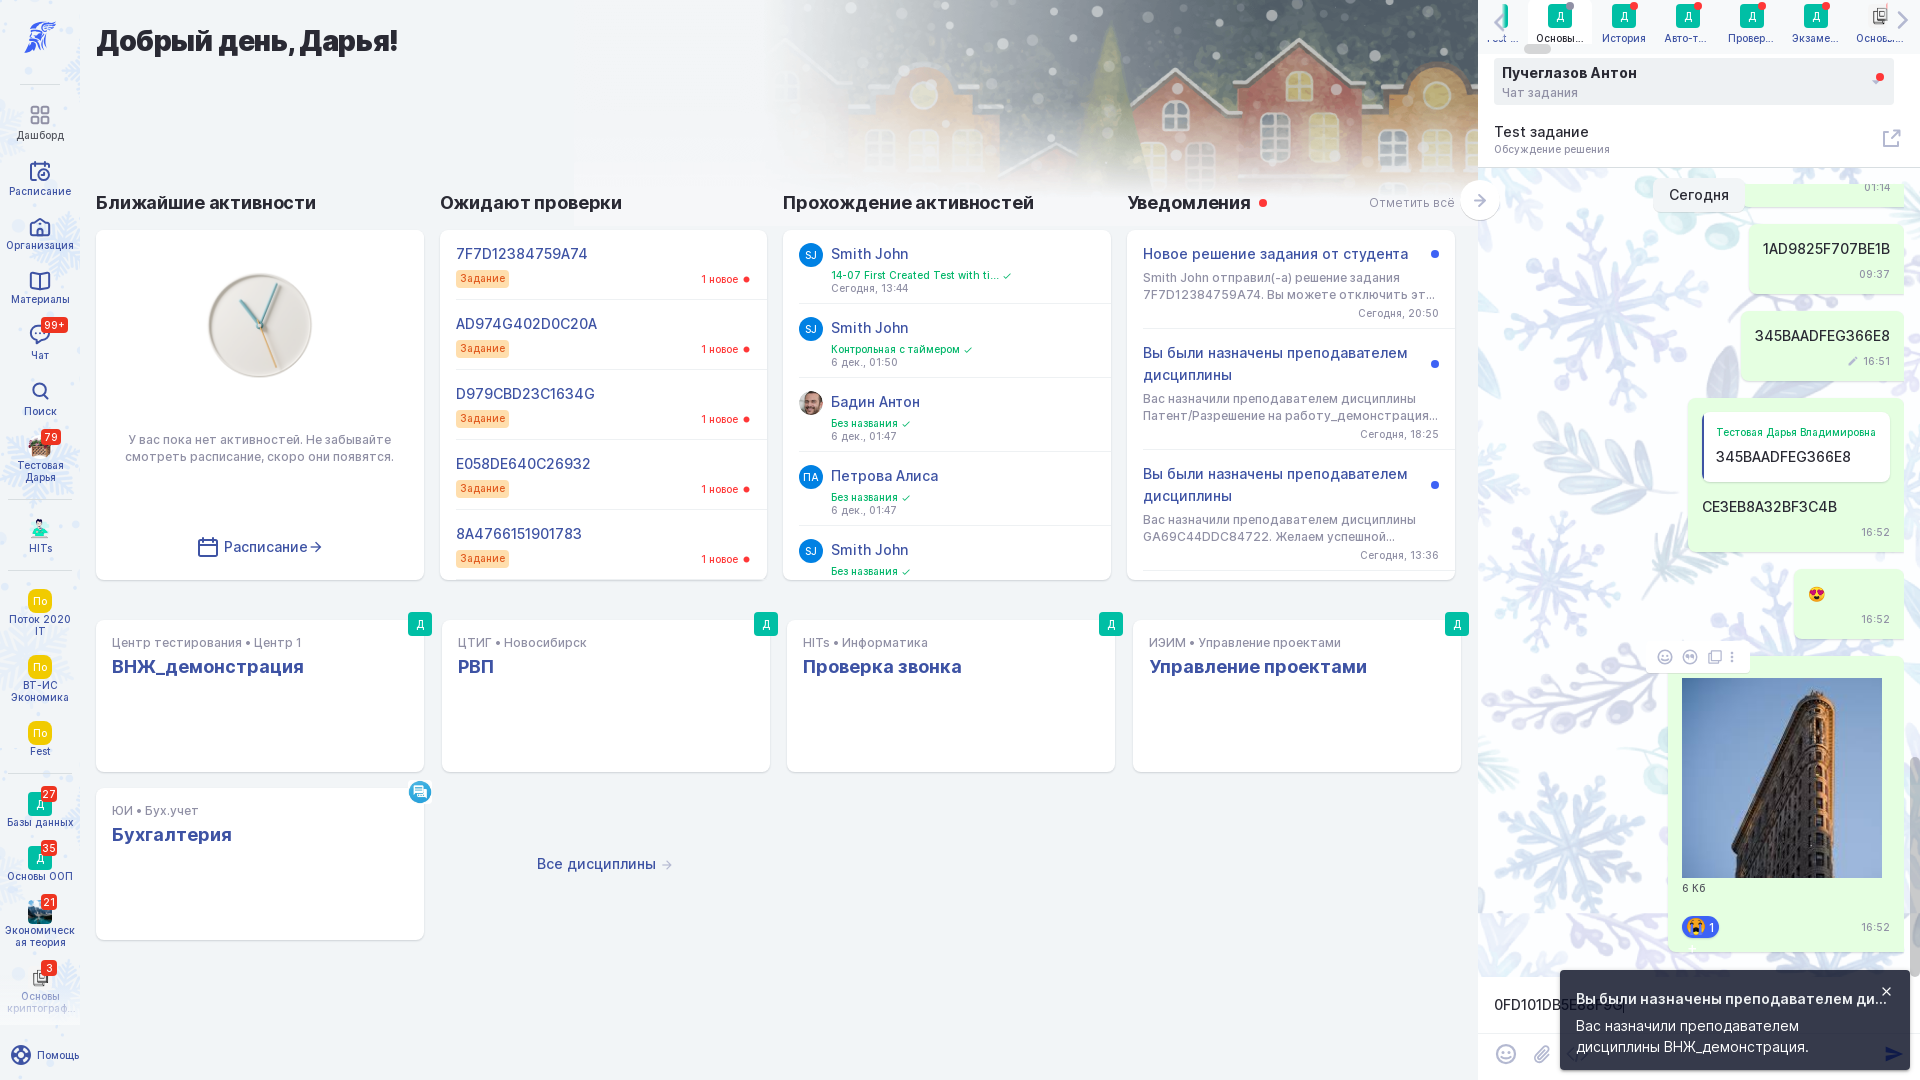 Дашборд
Расписание
Организация
Материалы
99+
Чат
Поиск
79
Тестовая
Дарья
HITs
По
Поток 2020
IT
По
ВТ-ИС
Экономика
По
Fest
27
Д
Базы данных
35
Д
Основы ООП
21
Экономичес­к
ая теория
3
Основы
криптограф...
Помощь
Добрый день, Дарья!
Ближайшие активности
У вас пока нет активностей. Не забывайте
смотреть расписание, скоро они появятся.
Расписание
Ожидают проверки
7F7D12384759A74
Задание
1 новое
AD974G402D0C20A
Задание
1 новое
D979CBD23C1634G
Задание
1 новое
E058DE640C26932
Задание
1 новое
8A4766151901783
Задание
1 новое
Прохождение активностей
SJ
Smith John
14-07 First Created Test with ti...
Сегодня, 13:44
SJ
Smith John
Контрольная с таймером
6 дек., 01:50
Бадин Антон
Без названия
6 дек., 01:47
ПА
Петрова Алиса
Без названия
6 дек., 01:47
SJ
Smith John
Без названия
Уведомления
Отметить всё
Новое решение задания от студента
Smith John отправил(-а) решение задания
7F7D12384759A74. Вы можете отключить эт...
Сегодня, 20:50
Вы были назначены преподавателем
дисциплины
Вас назначили преподавателем дисциплины
Патент/Разрешение на работу_демонстрация...
Сегодня, 18:25
Вы были назначены преподавателем
дисциплины
Вас назначили преподавателем дисциплины
GA69C44DDC84722. Желаем успешной...
Сегодня, 13:36
Д
Центр тестирования • Центр 1
ВНЖ_демонстрация
Д
ЦТИГ • Новосибирск
РВП
Д
HITs • Информатика
Проверка звонка
Д
ИЭИМ • Управление проектами
Управление проектами
ЮИ • Бух.учет
Бухгалтерия
Все дисциплины
Д
Основы...
Д
История
Д
Авто-т...
Д
Провер...
Д
Экзаме...
Основы...
Пучеглазов Антон
Чат задания
Test задание
Обсуждение решения
Сегодня
01:14
1AD9825F707BE1B
09:37
345BAADFEG366E8
16:51
Тестовая Дарья Владимировна
345BAADFEG366E8
CE3EB8A32BF3C4B
16:52
16:52
6 Кб
1
16:52
Вы были назначены преподавателем ди...
Вас назначили преподавателем
дисциплины ВНЖ_демонстрация.